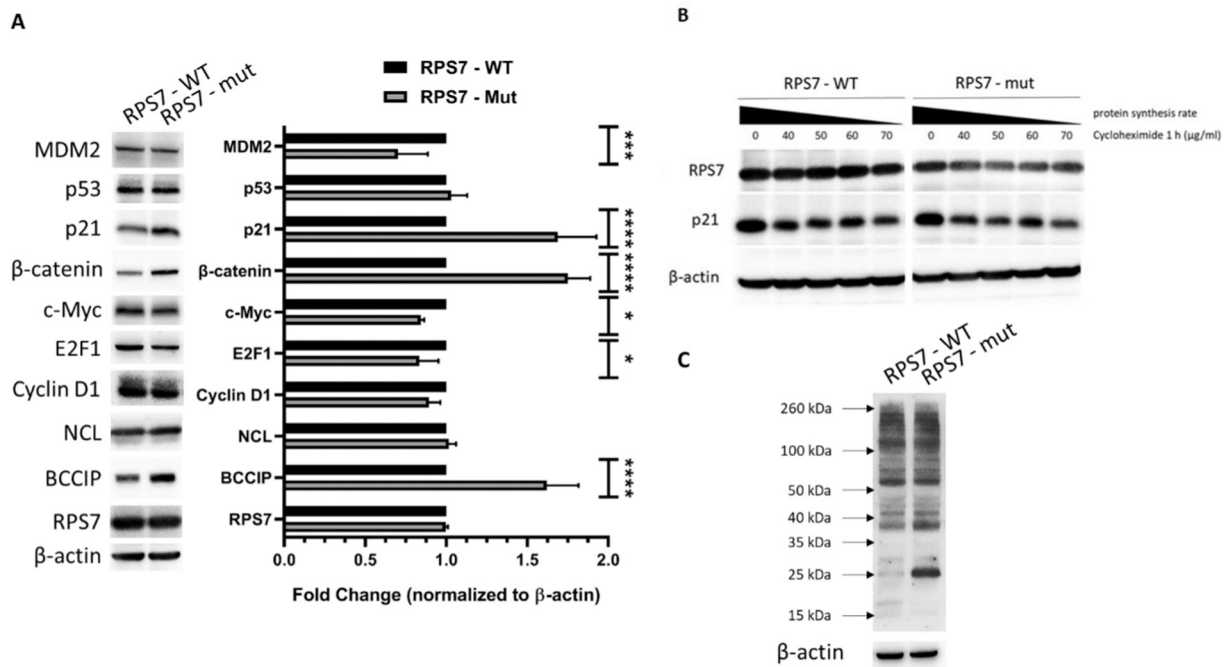 A
RPS7 - WT
RPS7 - mut
MDM2
p53
p21
β-catenin
c-Myc
E2F1
Cyclin D1
NCL
BCCIP
RPS7
β-actin
RPS7 - WT
RPS7 - Mut
MDM2
p53
p21
β-catenin
c-Myc
E2F1
Cyclin D1
NCL
BCCIP
RPS7
***
****
****
*
*
****
0.0 0.5 1.0 1.5 2.0
Fold Change (normalized to β-actin)
B
RPS7 - WT RPS7 - mut
protein synthesis rate
0 40 50 60 70 0 40 50 60 70 Cycloheximide 1 h (µg/ml)
RPS7
p21
β-actin
C
RPS7 - WT
RPS7 - mut
260 kDa
100 kDa
50 kDa
40 kDa
35 kDa
25 kDa
15 kDa
β-actin